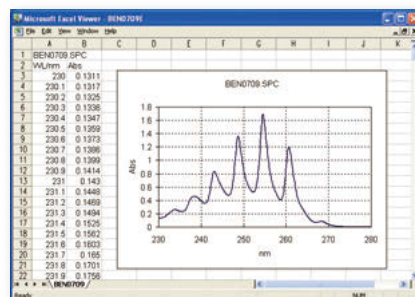 Microsoft Excel Viewer - BEN0709E
File Edit View Window Help
A B C D E F G H I J K
1 BEN0709.SPC
2 WL/nm Abs
3 230 0.1311
4 230.1 0.1317
5 230.2 0.1325
6 230.3 0.1336
7 230.4 0.1347
8 230.5 0.1359
9 230.6 0.1373
10 230.7 0.1386
11 230.8 0.1399
12 230.9 0.1414
13 231 0.143
14 231.1 0.1448
15 231.2 0.1469
16 231.3 0.1494
17 231.4 0.1525
18 231.5 0.1562
19 231.6 0.1603
20 231.7 0.165
21 231.8 0.1701
22 231.9 0.1756
BEN0709.SPC
Abs
1.8
1.6
1.4
1.2
1
0.8
0.6
0.4
0.2
0
230 240 250 260 270 280
nm
BEN0709
Ready
NUM